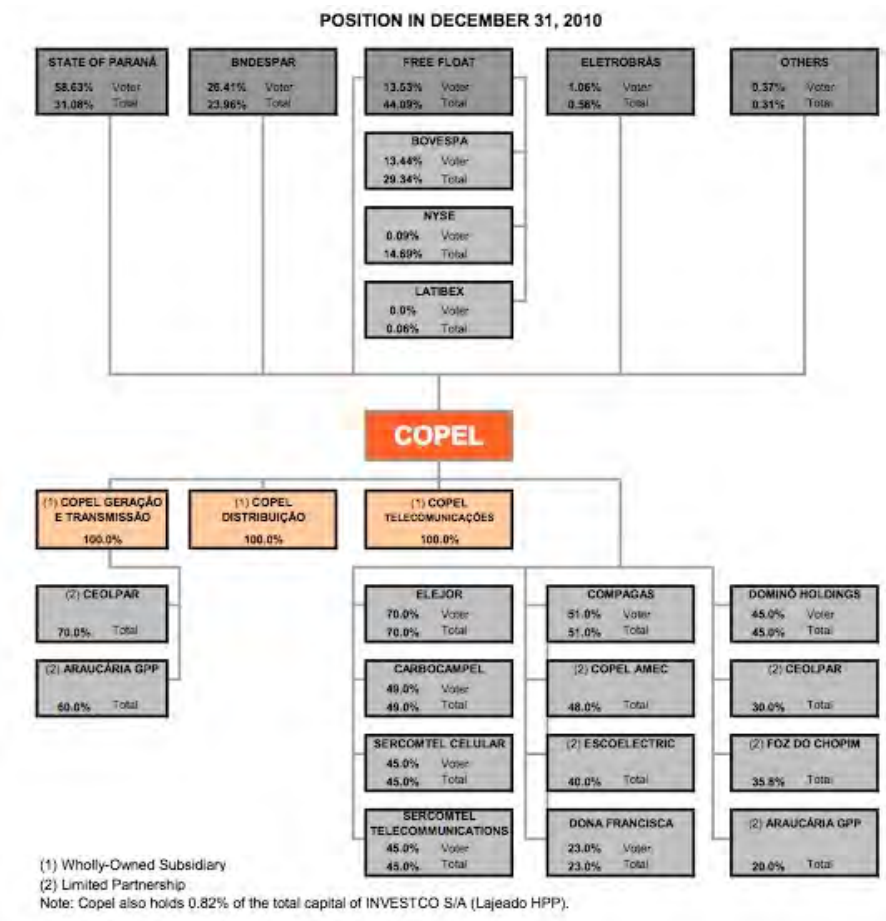 POSITION IN DECEMBER 31, 2010
STATE OF PARANÁ
58.63% Voter
31.08% Total
BNDESPAR
26.41% Voter
23.96% Total
FREE FLOAT
13.53% Voter
44.09% Total
ELETROBRÁS
1.06% Voter
0.56% Total
OTHERS
0.37% Voter
0.31% Total
BOVESPA
13.44% Voter
29.34% Total
NYSE
0.09% Voter
14.69% Total
LATIBEX
0.0% Voter
0.06% Total
COPEL
(1) COPEL GERAÇÃO
E TRANSMISSÃO
100.0%
(1) COPEL
DISTRIBUIÇÃO
100.0%
(1) COPEL
TELECOMUNICAÇÕES
100.0%
(2) CEOLPAR
70.0% Total
(2) ARAUCÁRIA GPP
60.0% Total
ELEJOR
70.0% Voter
70.0% Total
CARBOCAMPEL
49.0% Voter
49.0% Total
SERCOMTEL CELULAR
45.0% Voter
45.0% Total
SERCOMTEL
TELECOMMUNICATIONS
45.0% Voter
45.0% Total
COMPAGAS
51.0% Voter
51.0% Total
(2) COPEL AMEC
48.0% Total
(2) ESCOELECTRIC
40.0% Total
DONA FRANCISCA
23.0% Voter
23.0% Total
DOMINÓ HOLDINGS
45.0% Voter
45.0% Total
(2) CEOLPAR
30.0% Total
(2) FOZ DO CHOPIM
35.8% Total
(2) ARAUCÁRIA GPP
20.0% Total
(1) Wholly-Owned Subsidiary
(2) Limited Partnership
Note: Copel also holds 0.82% of the total capital of INVESTCO S/A (Lajeado HPP).